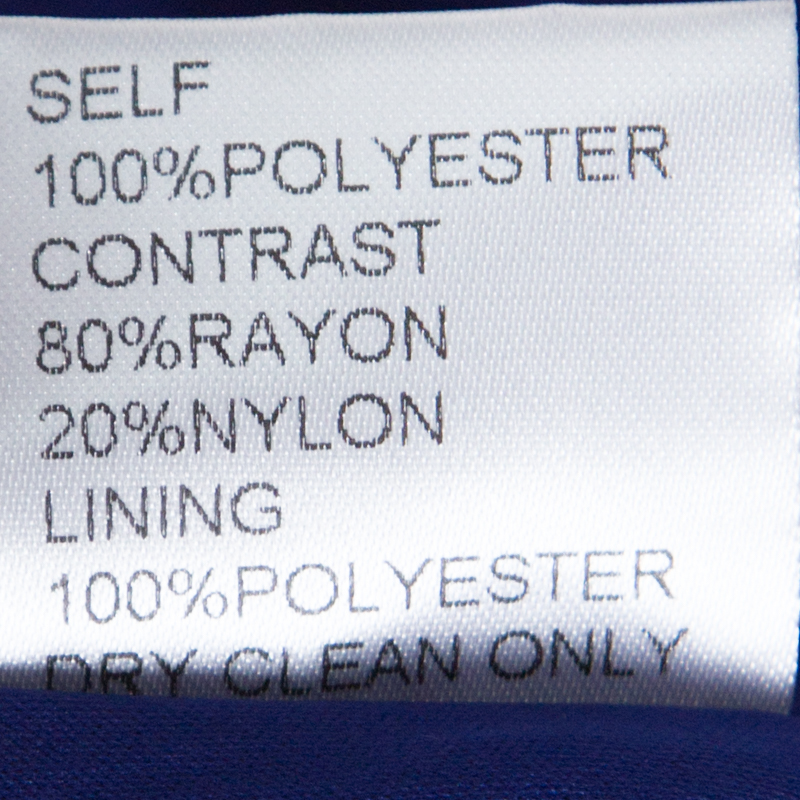 SELF
100%POLYESTER
CONTRAST
80%RAYON
20%NYLON
LINING
100%POLYESTER
DRY CLEAN ONLY